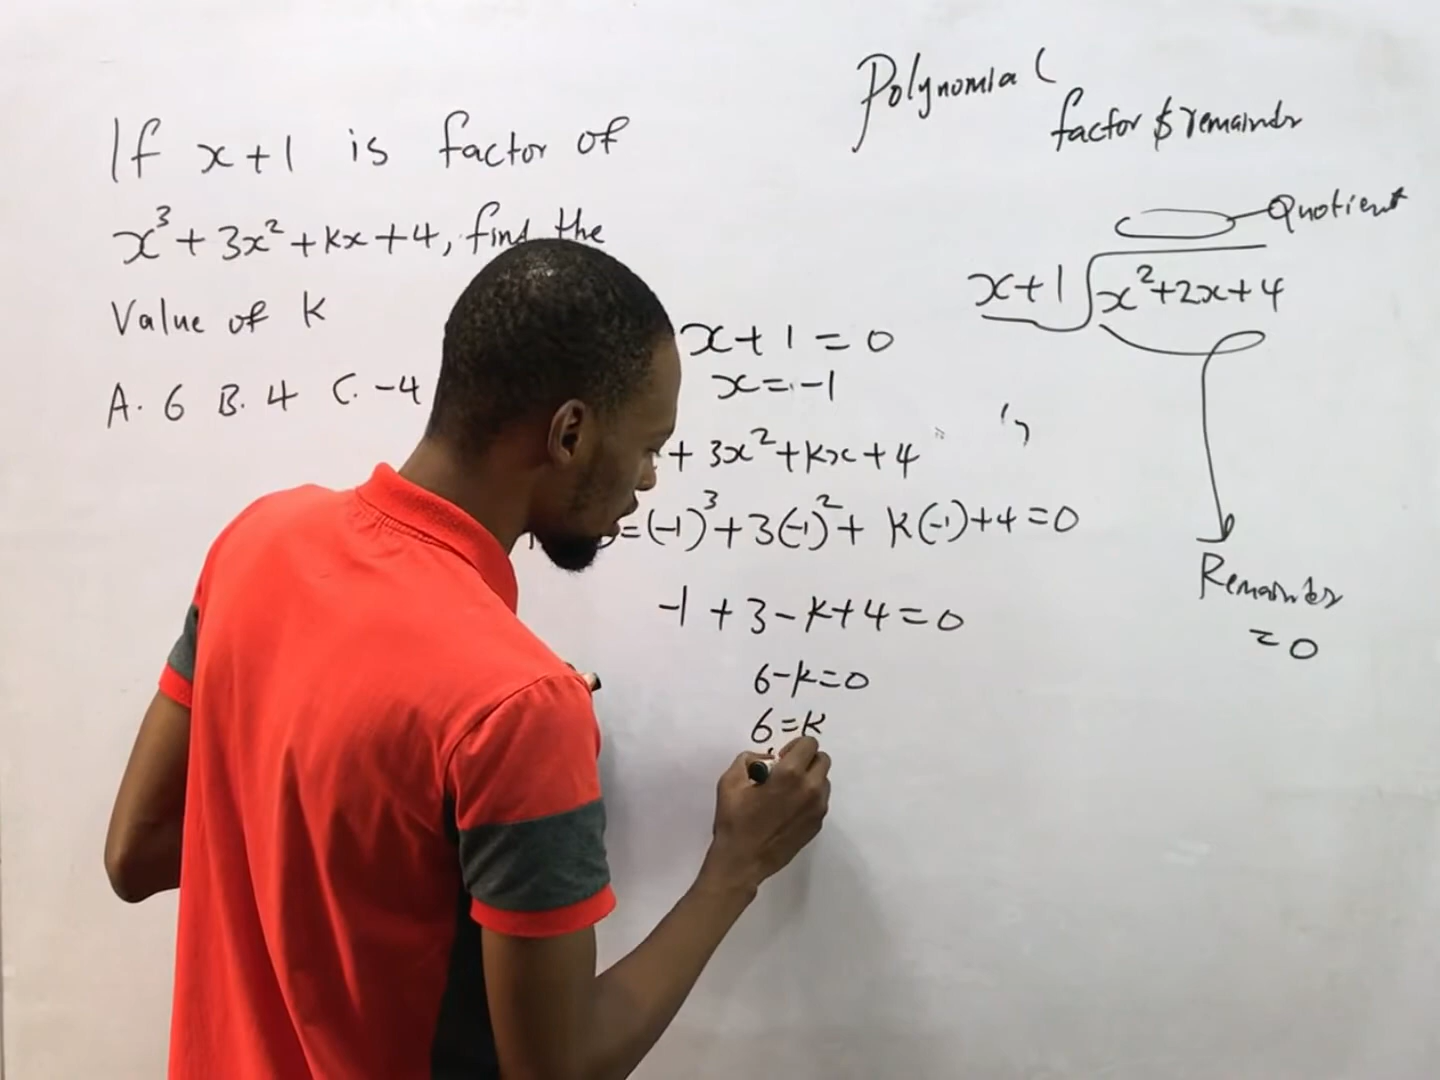 Polynomial
factor & remainder
If x+1 is factor of
x³+3x²+kx+4, find the
Value of k
A. 6 B. 4 C. -4
Quotient
x+1 x²+2x+4
Remainder
= 0
x+1=0
x=-1
+ 3x²+kx+4
=(-1)³+3(-1)²+ k(-1)+4=0
-1+3-k+4=0
6-k=0
6=k